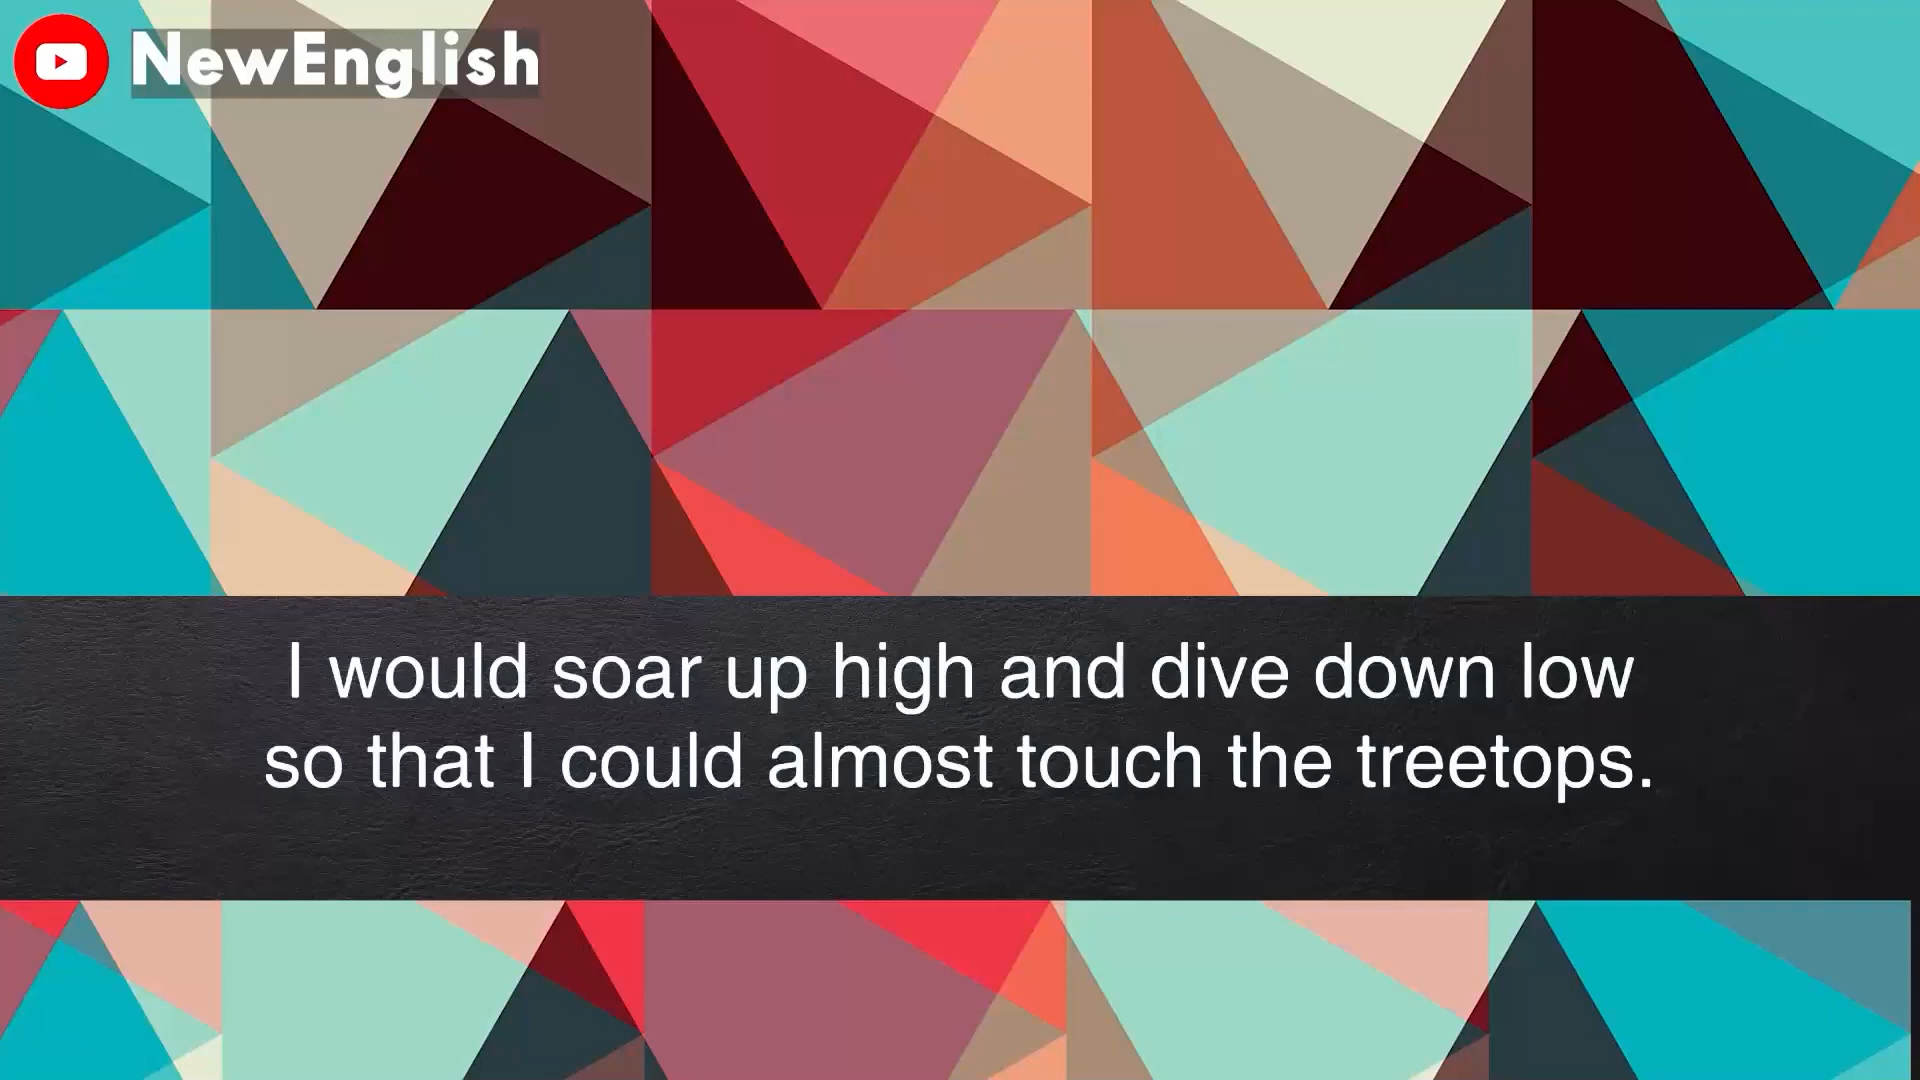 NewEnglish
I would soar up high and dive down low
so that I could almost touch the treetops.